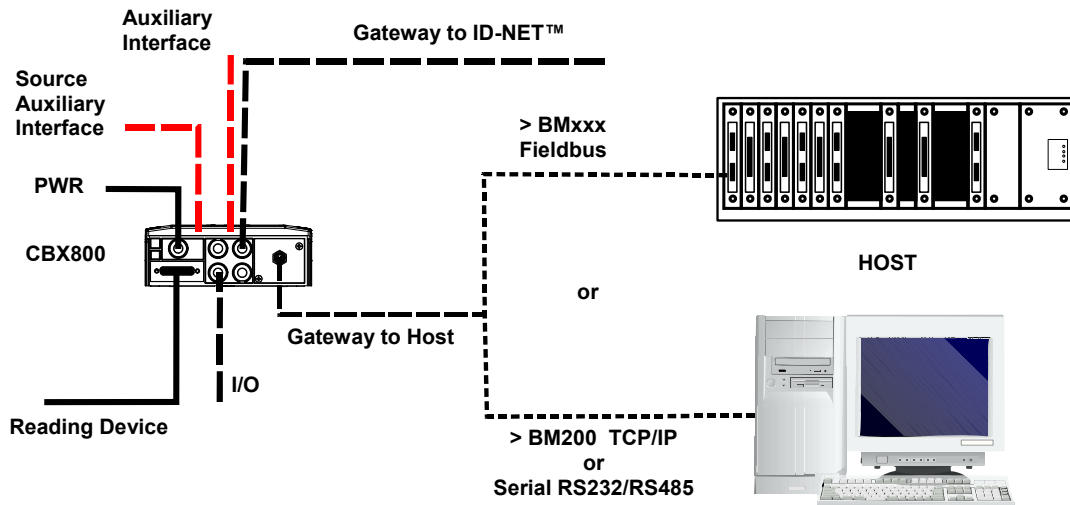 Auxiliary
Interface
Gateway to ID-NET™
Source
Auxiliary
Interface
> BMxxx
Fieldbus
PWR
CBX800
HOST
or
Gateway to Host
I/O
Reading Device
> BM200 TCP/IP
or
Serial RS232/RS485